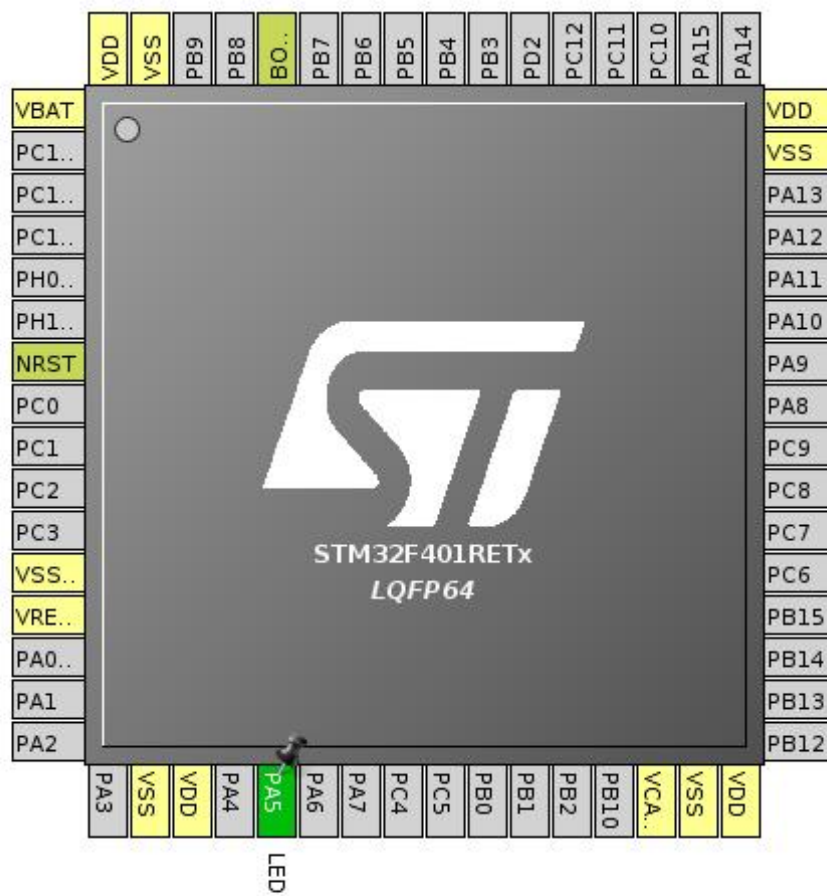 VDD
VSS
PB9
PB8
BO..
PB7
PB6
PB5
PB4
PB3
PD2
PC12
PC11
PC10
PA15
PA14
VBAT
PC1..
PC1..
PC1..
PH0..
PH1..
NRST
PC0
PC1
PC2
PC3
VSS..
VRE..
PA0..
PA1
PA2
ST
STM32F401RETx
LQFP64
VDD
VSS
PA13
PA12
PA11
PA10
PA9
PA8
PC9
PC8
PC7
PC6
PB15
PB14
PB13
PB12
PA3
VSS
VDD
PA4
PA5
PA6
PA7
PC4
PC5
PB0
PB1
PB2
PB10
VCA..
VSS
VDD
LED